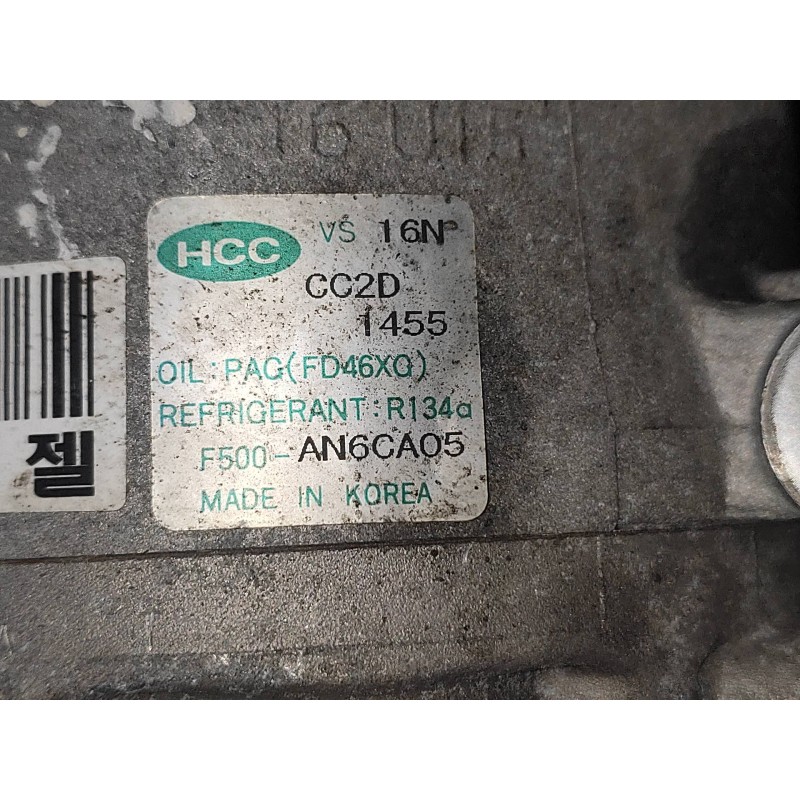 HCC VS 16N
CC2D
1455
OIL : PAG(FD46XG)
REFRIGERANT : R134a
F500-AN6CA05
MADE IN KOREA
젤